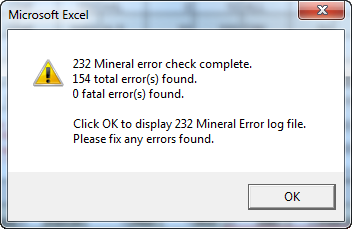 Microsoft Excel
232 Mineral error check complete.
154 total error(s) found.
0 fatal error(s) found.
Click OK to display 232 Mineral Error log file.
Please fix any errors found.
OK